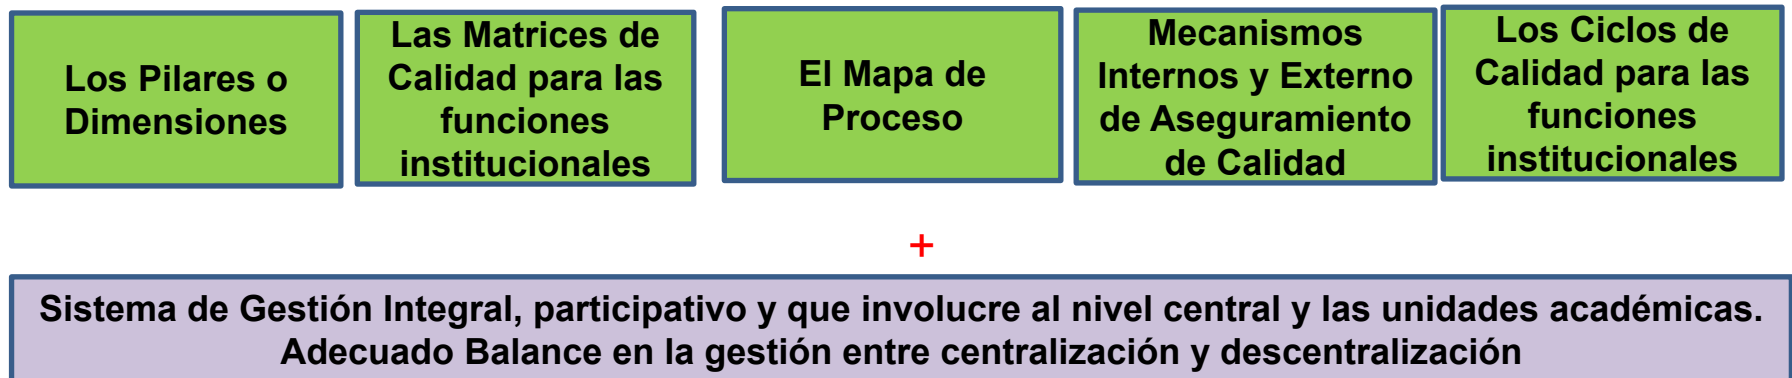 Los Pilares o
Dimensiones
Las Matrices de
Calidad para las
funciones
institucionales
El Mapa de
Proceso
Mecanismos
Internos y Externo
de Aseguramiento
de Calidad
Los Ciclos de
Calidad para las
funciones
institucionales
+
Sistema de Gestión Integral, participativo y que involucre al nivel central y las unidades académicas.
Adecuado Balance en la gestión entre centralización y descentralización